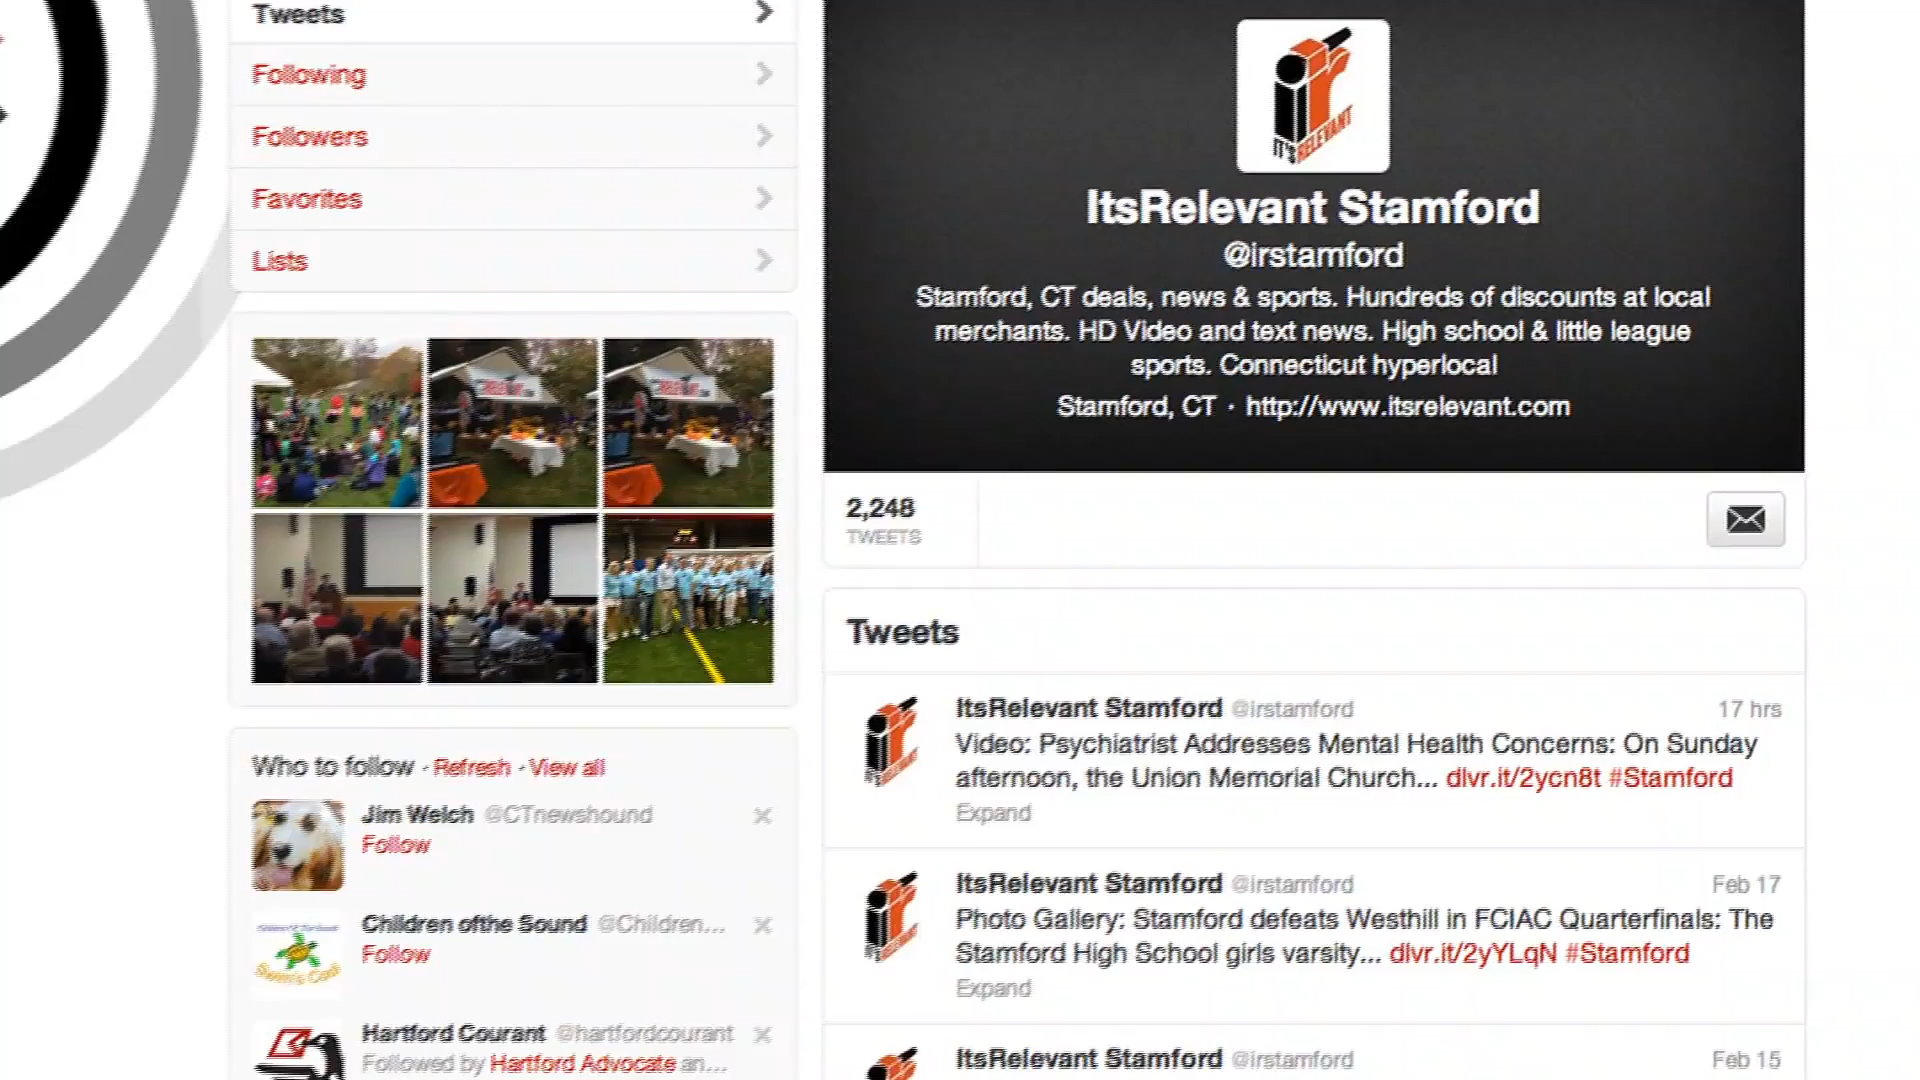 Tweets
Following
Followers
Favorites
Lists
Who to follow · Refresh · View all
Jim Welch @CTnewshound
Follow
Children ofthe Sound @Children...
Follow
Hartford Courant @hartfordcourant
Followed by Hartford Advocate an...
IT'S RELEVANT
ItsRelevant Stamford
@irstamford
Stamford, CT deals, news & sports. Hundreds of discounts at local
merchants. HD Video and text news. High school & little league
sports. Connecticut hyperlocal
Stamford, CT · http://www.itsrelevant.com
2,248
TWEETS
Tweets
ItsRelevant Stamford @irstamford 17 hrs
Video: Psychiatrist Addresses Mental Health Concerns: On Sunday
afternoon, the Union Memorial Church... dlvr.it/2ycn8t #Stamford
Expand
ItsRelevant Stamford @irstamford Feb 17
Photo Gallery: Stamford defeats Westhill in FCIAC Quarterfinals: The
Stamford High School girls varsity... dlvr.it/2yYLqN #Stamford
Expand
ItsRelevant Stamford @irstamford Feb 15